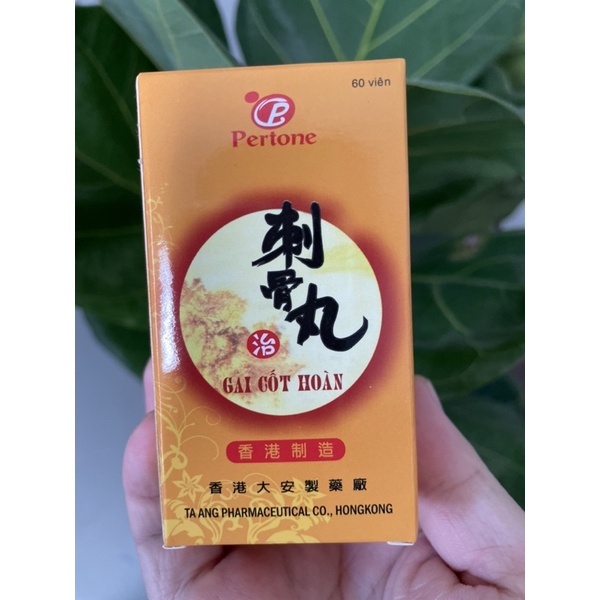 60 viên
Pertone
刺骨丸
治
GAI CỐT HOÀN
香港制造
香港大安製藥廠
TA ANG PHARMACEUTICAL CO., HONGKONG